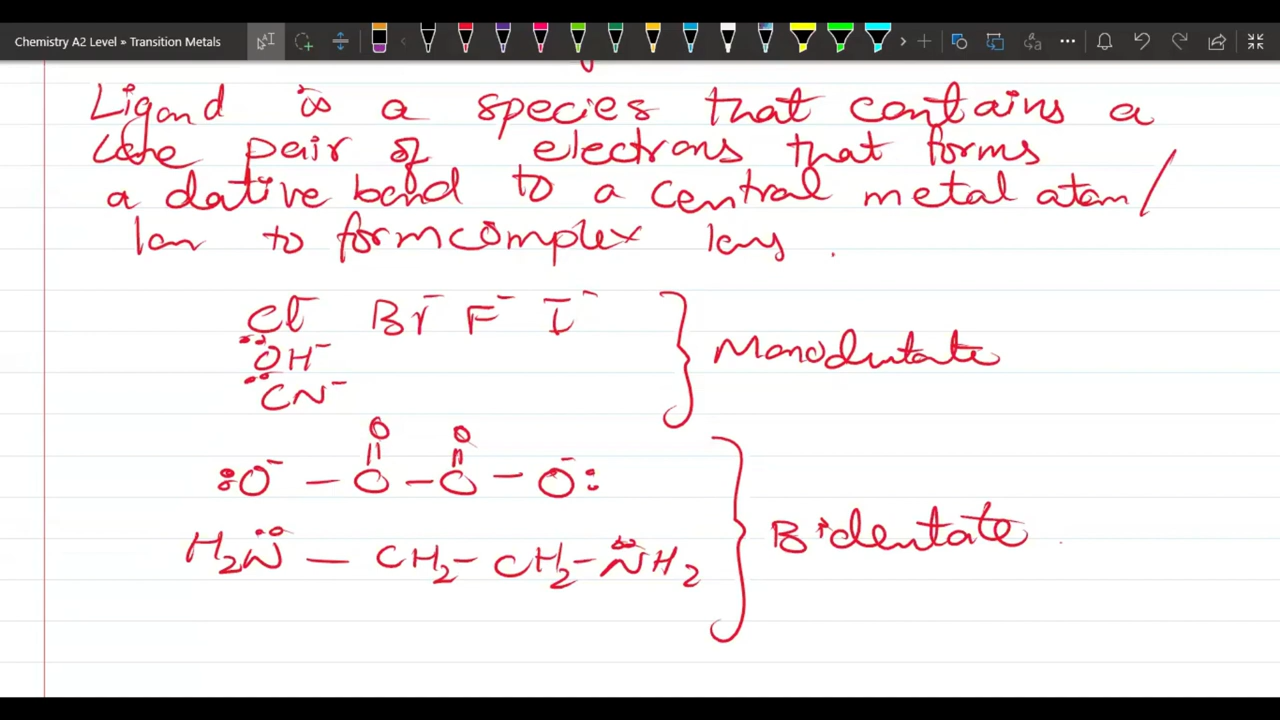 Chemistry A2 Level » Transition Metals
Ligand is a species that contains a
lone pair of electrons that forms
a dative bond to a central metal atom/
Ion to form complex Ions.
Cl⁻ Br⁻ F⁻ I⁻
OH⁻
CN⁻
Monodentate
O O
:O⁻ – C – C – O⁻:
H₂N̈ – CH₂ – CH₂ – N̈H₂
Bidentate